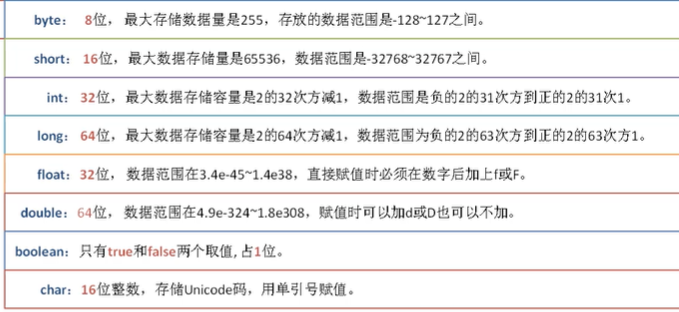 byte：8位，最大存储数据量是255，存放的数据范围是-128~127之间。
short：16位，最大数据存储量是65536，数据范围是-32768~32767之间。
int：32位，最大数据存储容量是2的32次方减1，数据范围是负的2的31次方到正的2的31次1。
long：64位，最大数据存储容量是2的64次方减1，数据范围为负的2的63次方到正的2的63次方1。
float：32位，数据范围在3.4e-45~1.4e38，直接赋值时必须在数字后加上f或F。
double：64位，数据范围在4.9e-324~1.8e308，赋值时可以加d或D也可以不加。
boolean：只有true和false两个取值，占1位。
char：16位整数，存储Unicode码，用单引号赋值。